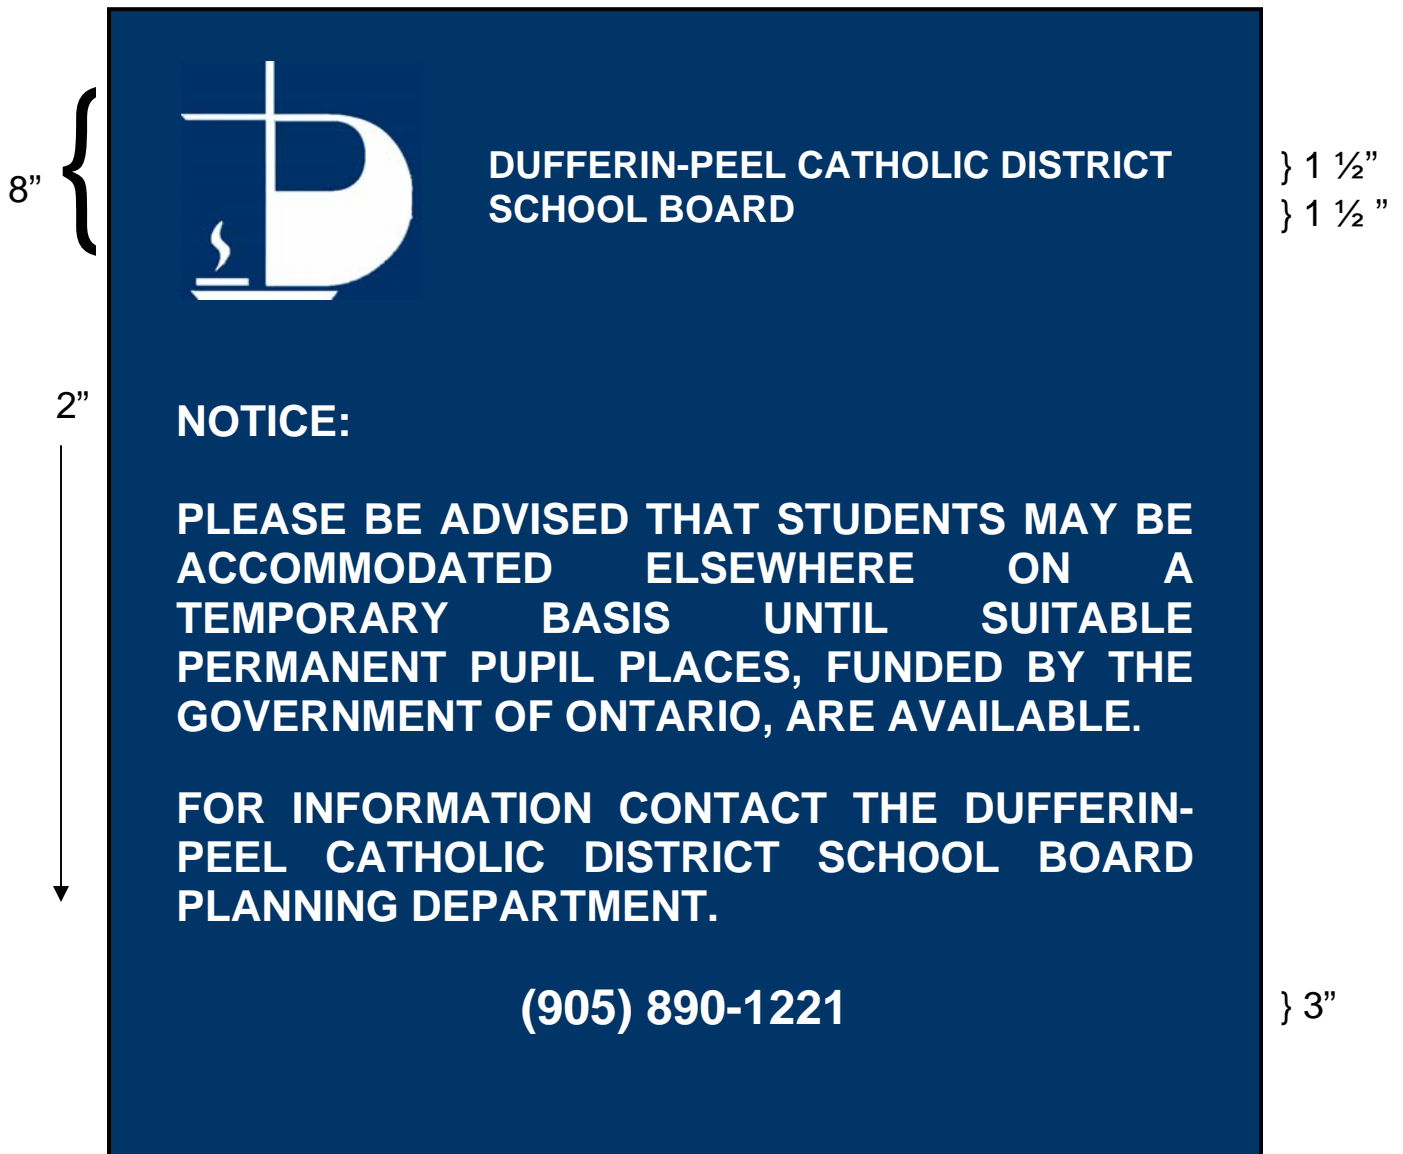 8” { DUFFERIN-PEEL CATHOLIC DISTRICT } 1 ½”
SCHOOL BOARD } 1 ½ ”
2” NOTICE:
PLEASE BE ADVISED THAT STUDENTS MAY BE
ACCOMMODATED ELSEWHERE ON A
TEMPORARY BASIS UNTIL SUITABLE
PERMANENT PUPIL PLACES, FUNDED BY THE
GOVERNMENT OF ONTARIO, ARE AVAILABLE.
FOR INFORMATION CONTACT THE DUFFERIN-
PEEL CATHOLIC DISTRICT SCHOOL BOARD
PLANNING DEPARTMENT.
(905) 890-1221 } 3”